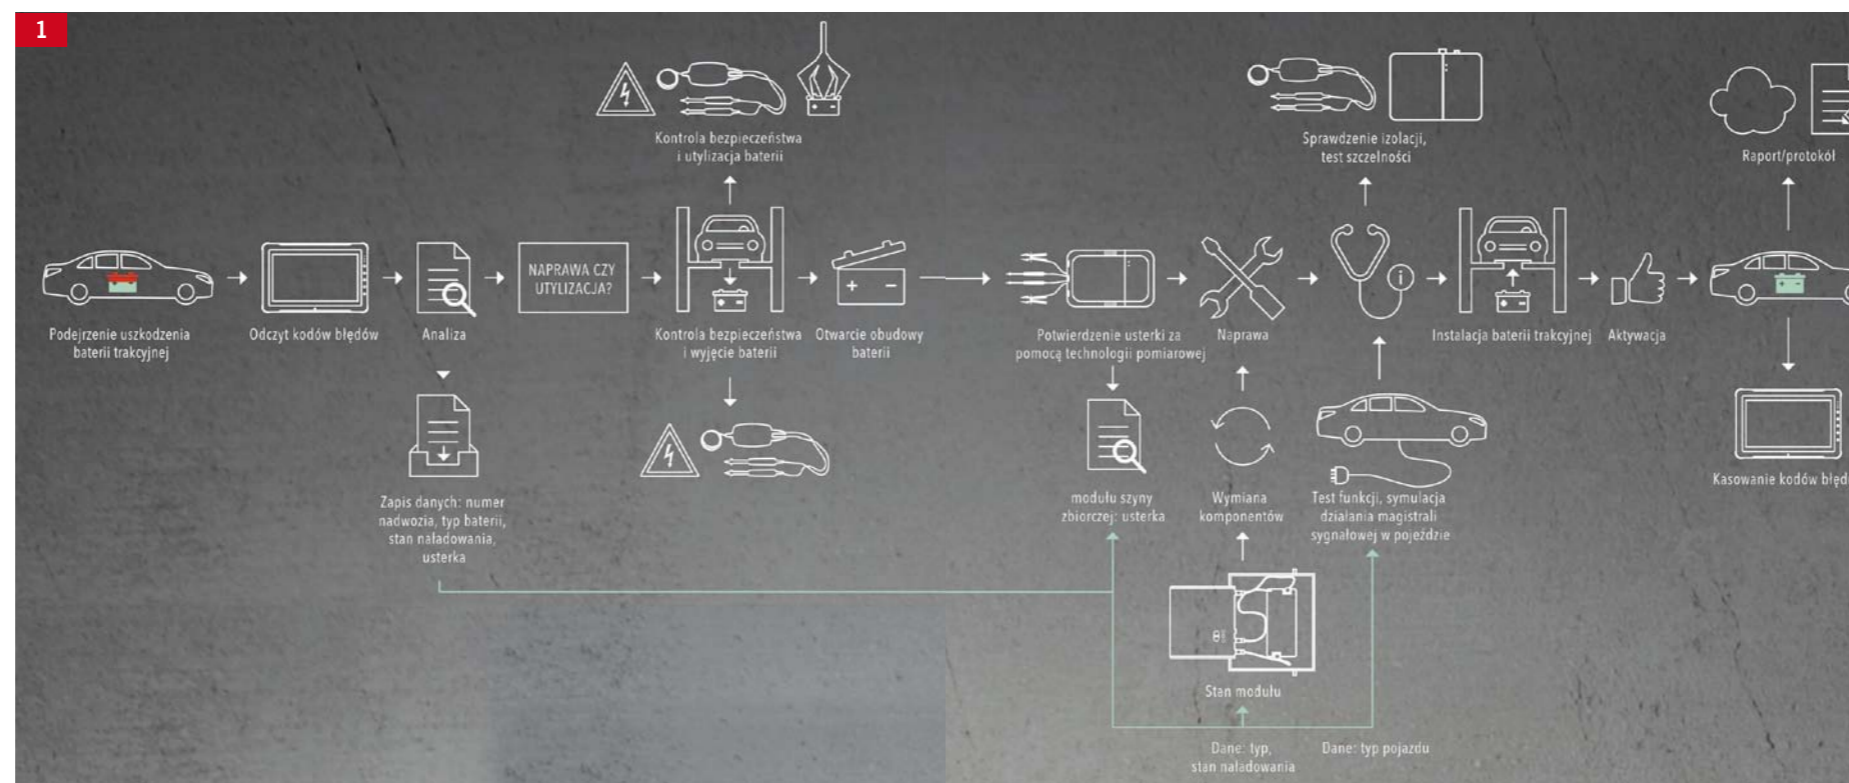 1
Kontrola bezpieczeństwa
i utylizacja baterii
Sprawdzenie izolacji,
test szczelności
Raport/protokół
NAPRAWA CZY
UTYLIZACJA?
Podejrzenie uszkodzenia
baterii trakcyjnej
Odczyt kodów błędów
Analiza
Kontrola bezpieczeństwa
i wyjęcie baterii
Otwarcie obudowy
baterii
Potwierdzenie usterki za
pomocą technologii pomiarowej
Naprawa
Instalacja baterii trakcyjnej
Aktywacja
Zapis danych: numer
nadwozia, typ baterii,
stan naładowania,
usterka
modułu szyny
zbiorczej: usterka
Wymiana
komponentów
Test funkcji, symulacja
działania magistrali
sygnałowej w pojeździe
Kasowanie kodów
Stan modułu
Dane: typ,
stan naładowania
Dane: typ pojazdu